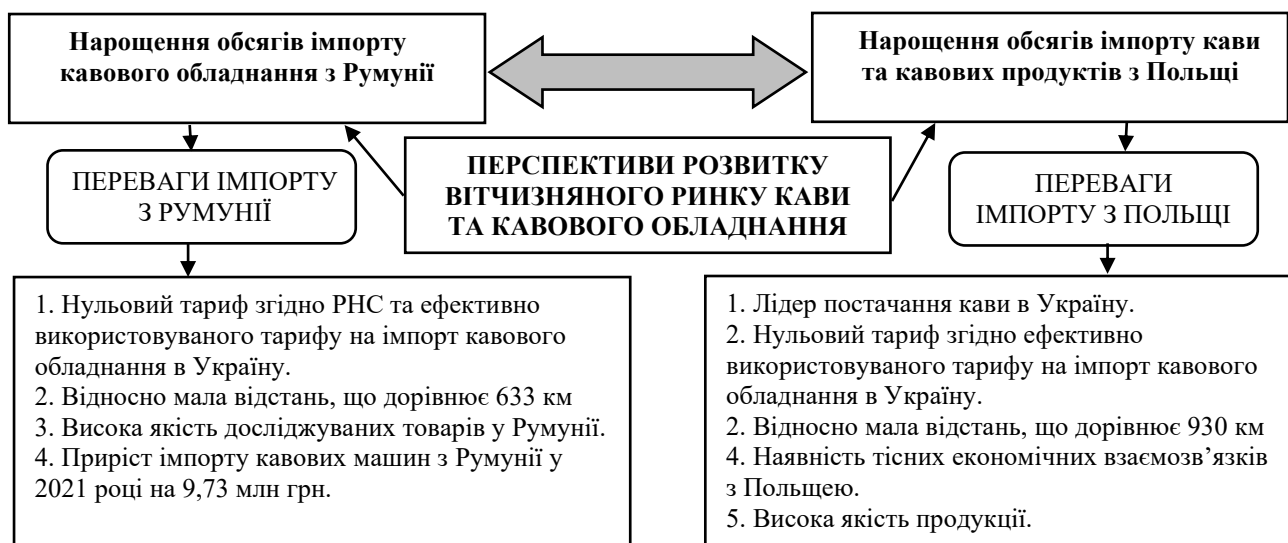 Нарощення обсягів імпорту
кавового обладнання з Румунії
Нарощення обсягів імпорту кави
та кавових продуктів з Польщі
ПЕРСПЕКТИВИ РОЗВИТКУ
ВІТЧИЗНЯНОГО РИНКУ КАВИ
ТА КАВОВОГО ОБЛАДНАННЯ
ПЕРЕВАГИ ІМПОРТУ
З РУМУНІЇ
ПЕРЕВАГИ
ІМПОРТУ З ПОЛЬЩІ
1. Нульовий тариф згідно РНС та ефективно
використовуваного тарифу на імпорт кавового
обладнання в Україну.
2. Відносно мала відстань, що дорівнює 633 км
3. Висока якість досліджуваних товарів у Румунії.
4. Приріст імпорту кавових машин з Румунії у
2021 році на 9,73 млн грн.
1. Лідер постачання кави в Україну.
2. Нульовий тариф згідно ефективно
використовуваного тарифу на імпорт кавового
обладнання в Україну.
2. Відносно мала відстань, що дорівнює 930 км
4. Наявність тісних економічних взаємозв’язків
з Польщею.
5. Висока якість продукції.